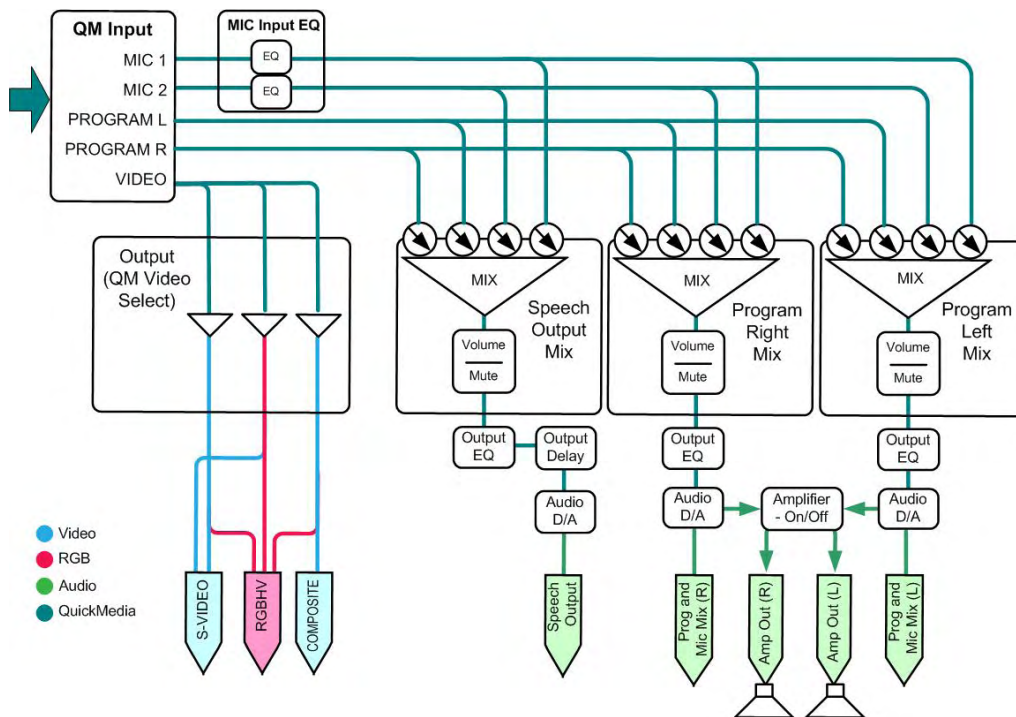 QM Input
MIC 1
MIC 2
PROGRAM L
PROGRAM R
VIDEO
MIC Input EQ
EQ
EQ
Output
(QM Video
Select)
MIX
Speech
Output
Mix
Volume
Mute
MIX
Program
Right
Mix
Volume
Mute
MIX
Program
Left
Mix
Volume
Mute
Output
EQ
Output
Delay
Audio
D/A
Output
EQ
Audio
D/A
Amplifier
- On/Off
Output
EQ
Audio
D/A
Video
RGB
Audio
QuickMedia
S-VIDEO
RGBHV
COMPOSITE
Speech
Output
Prog and
Mic Mix (R)
Amp Out (R)
Amp Out (L)
Prog and
Mic Mix (L)